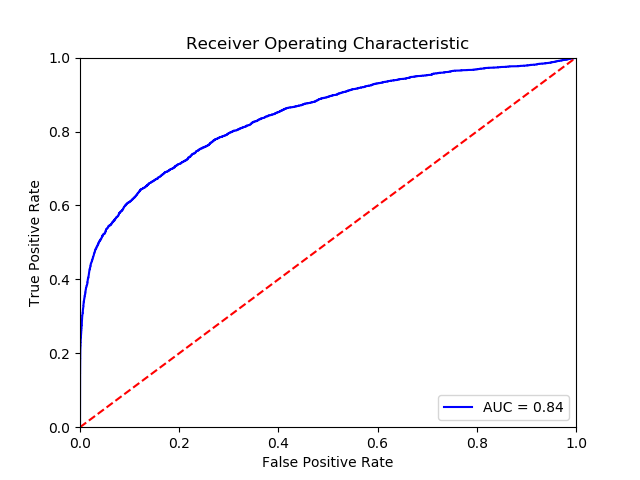 Receiver Operating Characteristic
1.0
0.8
0.6
0.4
0.2
0.0
True Positive Rate
AUC = 0.84
0.0 0.2 0.4 0.6 0.8 1.0
False Positive Rate